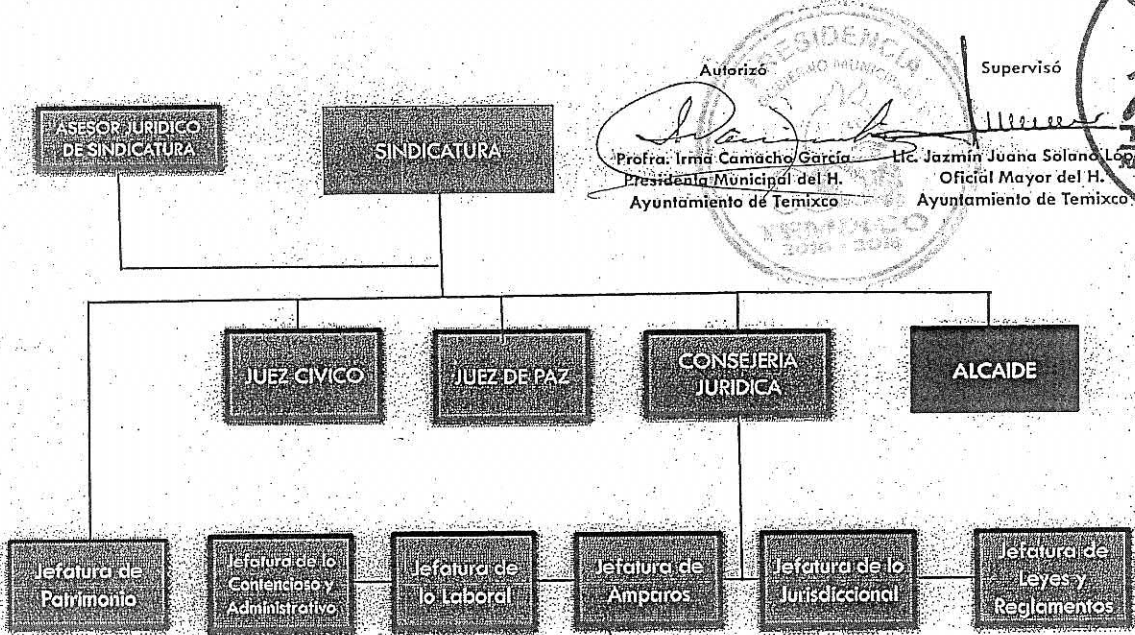 Autorizó
Supervisó
PRESIDENCIA
Profra. Irma Camacho García
Presidenta Municipal del H.
Ayuntamiento de Temixco
Lic. Jazmín Juana Solano
Oficial Mayor del H.
Ayuntamiento de Temixco
TEMIXCO
ASESOR JURIDICO
DE SINDICATURA
SINDICATURA
JUEZ CIVICO
JUEZ DE PAZ
CONSEJERIA
JURIDICA
ALCAIDE
Jefatura de
Patrimonio
Jefatura de lo
Contencioso y
Administrativo
Jefatura de
lo Laboral
Jefatura de
Amparos
Jefatura de lo
Jurisdiccional
Jefatura de
Leyes y
Reglamentos